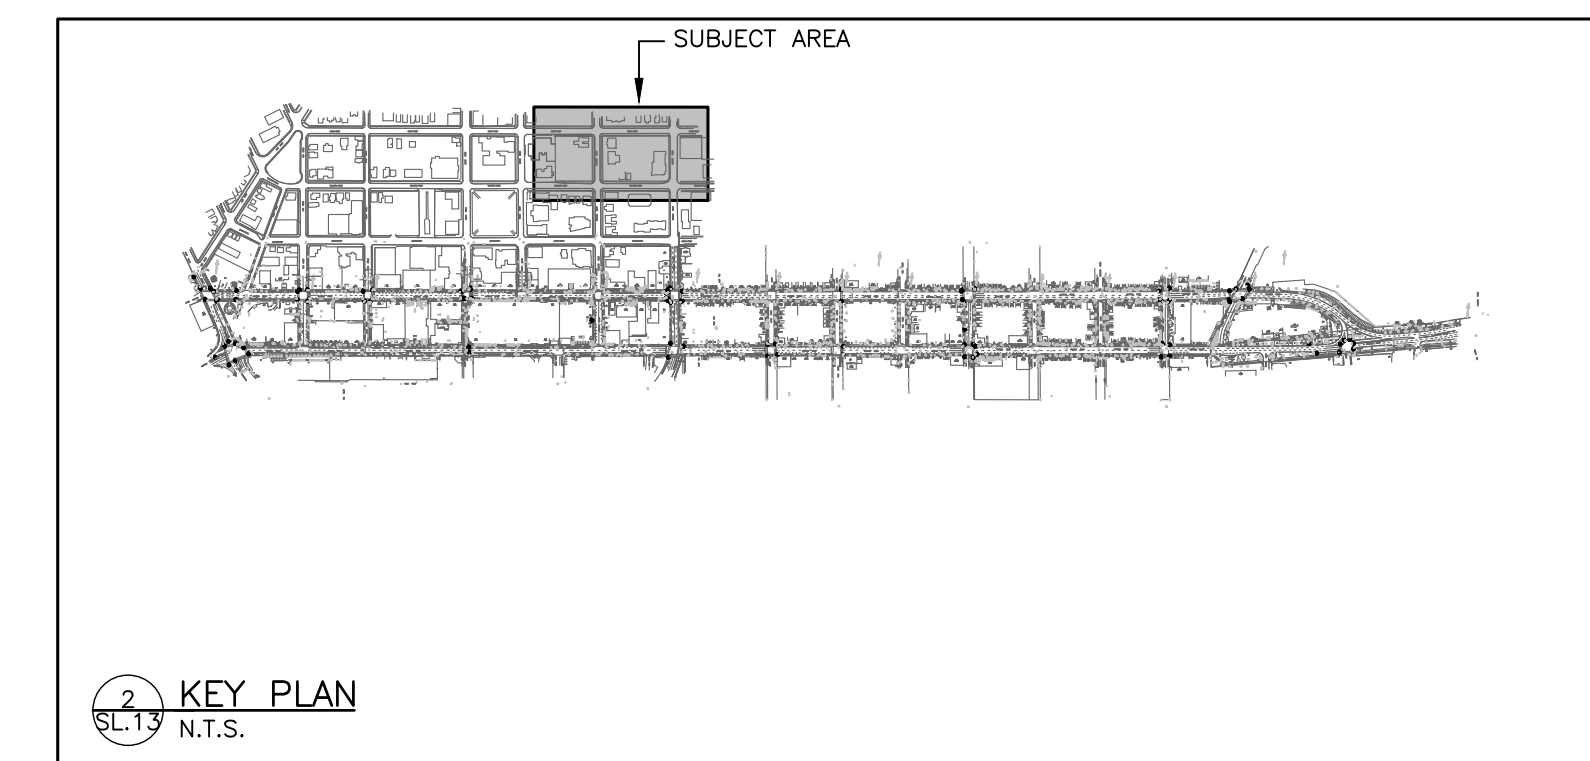 SUBJECT AREA
2
SL.13
KEY PLAN
N.T.S.